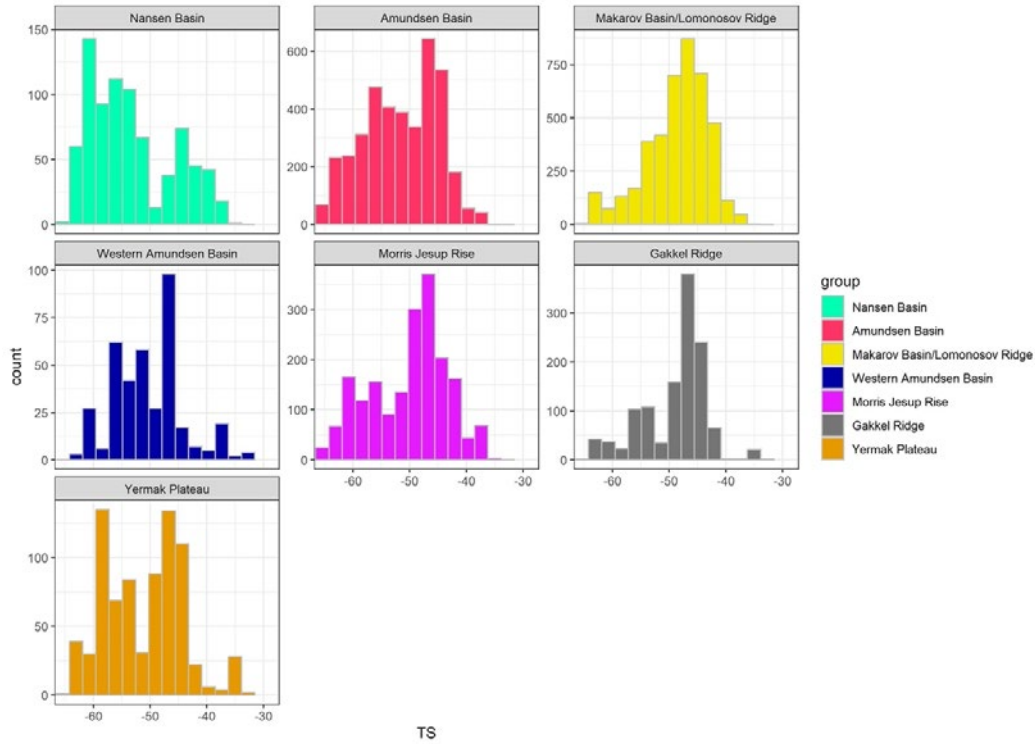 Nansen Basin
Amundsen Basin
Makarov Basin/Lomonosov Ridge
150
100
50
0
600
400
200
0
750
500
250
0
Western Amundsen Basin
Morris Jesup Rise
Gakkel Ridge
100
75
50
25
0
300
200
100
0
300
200
100
0
-60
-50
-40
-30
-60
-50
-40
-30
Yermak Plateau
100
50
0
-60
-50
-40
-30
count
TS
group
Nansen Basin
Amundsen Basin
Makarov Basin/Lomonosov Ridge
Western Amundsen Basin
Morris Jesup Rise
Gakkel Ridge
Yermak Plateau